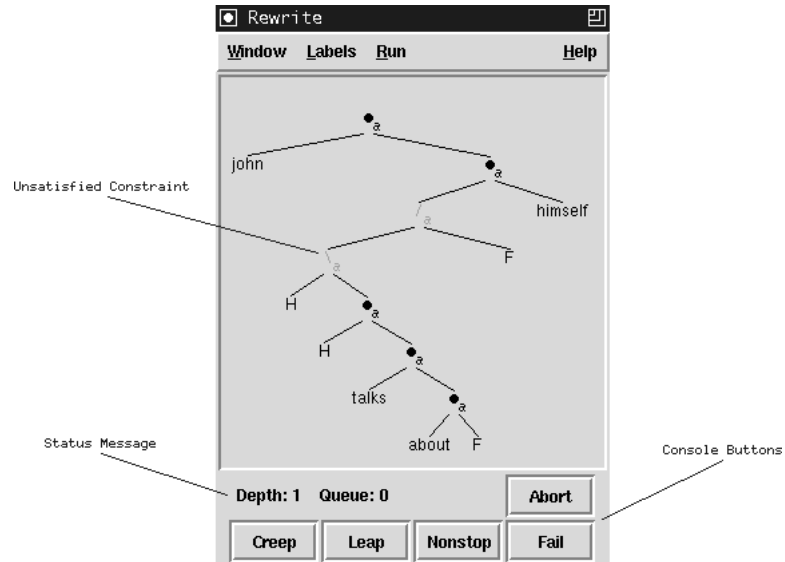 Rewrite
Window Labels Run Help
a
john
a
Unsatisfied Constraint
himself
a
F
a
H
a
H
a
talks
a
about F
Status Message
Console Buttons
Depth: 1 Queue: 0 Abort
Creep Leap Nonstop Fail